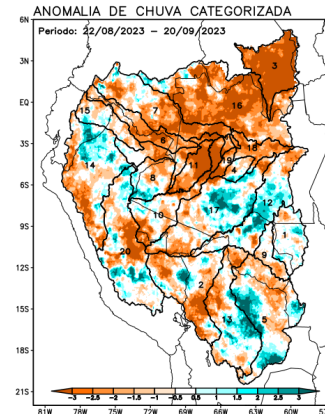 ANOMALIA DE CHUVA CATEGORIZADA
Periodo: 22/08/2023 – 20/09/2023
6N
3N
EQ
3S
6S
9S
12S
15S
18S
21S
3
16
15
7
6
18
14
11
19
4
8
17
12
10
1
20
9
2
13
5
−3 −2.5 −2 −1.5 −1 −0.5 0.5 1 1.5 2 2.5 3
81W 78W 75W 72W 69W 66W 63W 60W